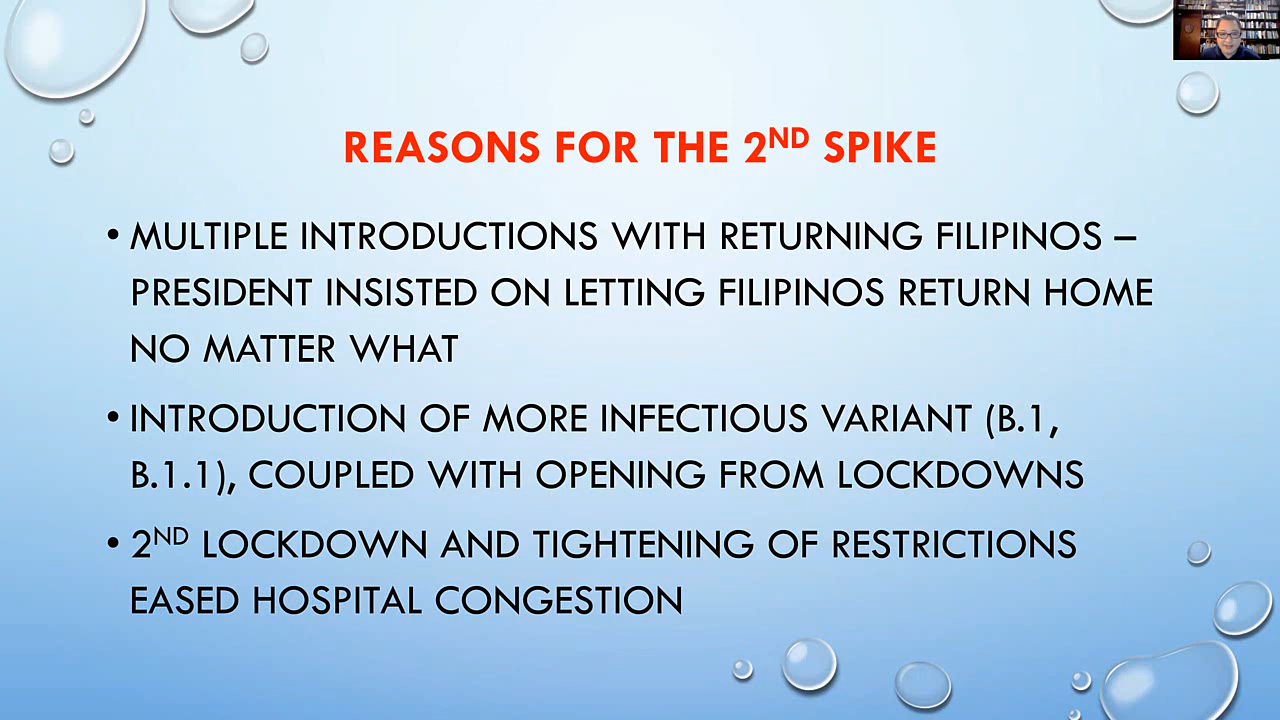 REASONS FOR THE 2ND SPIKE
• MULTIPLE INTRODUCTIONS WITH RETURNING FILIPINOS –
PRESIDENT INSISTED ON LETTING FILIPINOS RETURN HOME
NO MATTER WHAT
• INTRODUCTION OF MORE INFECTIOUS VARIANT (B.1,
B.1.1), COUPLED WITH OPENING FROM LOCKDOWNS
• 2ND LOCKDOWN AND TIGHTENING OF RESTRICTIONS
EASED HOSPITAL CONGESTION